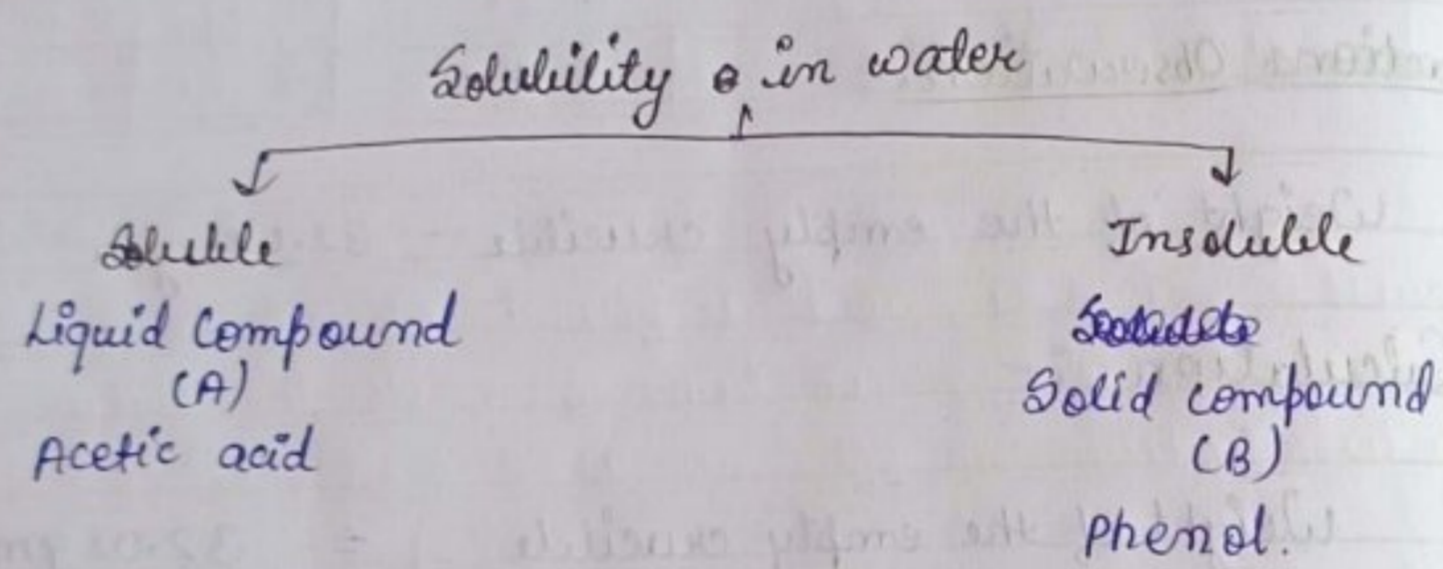 Solubility in water
Soluble
Insoluble
Liquid Compound
(A)
Acetic acid
Solid compound
(B)
Phenol.